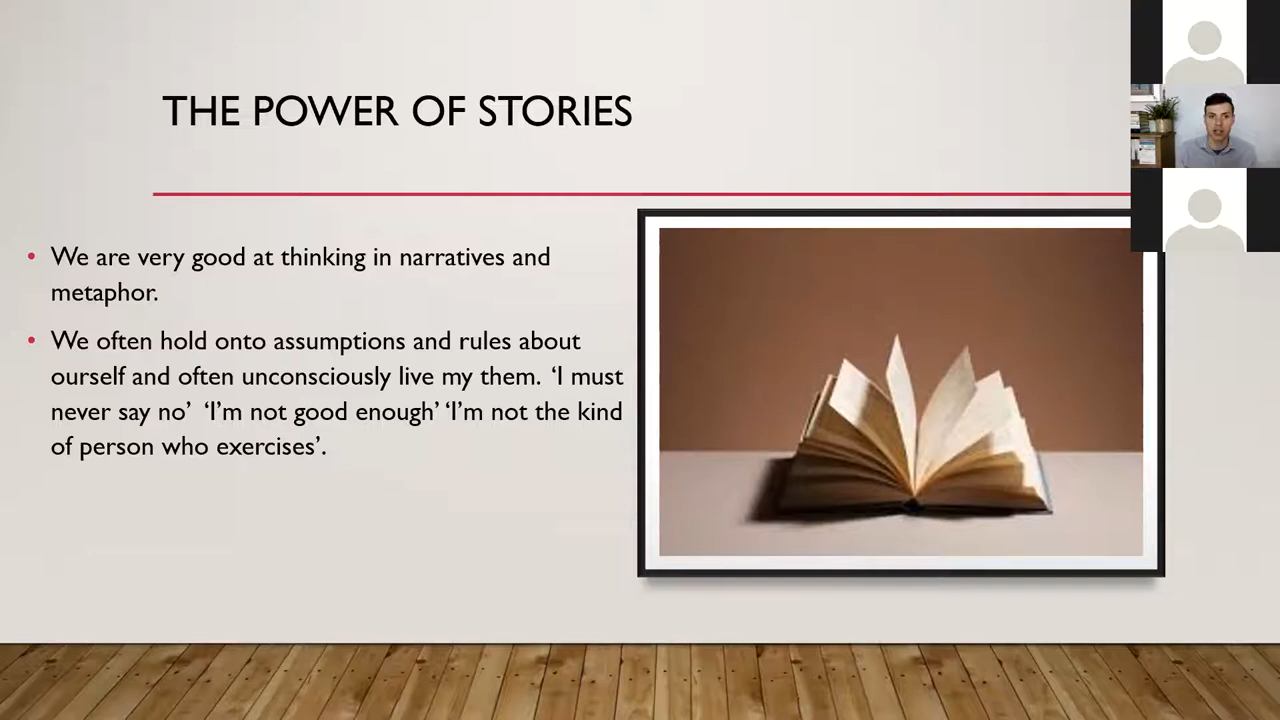 THE POWER OF STORIES
We are very good at thinking in narratives and
metaphor.
We often hold onto assumptions and rules about
ourself and often unconsciously live my them. ‘I must
never say no’ ‘I’m not good enough’ ‘I’m not the kind
of person who exercises’.